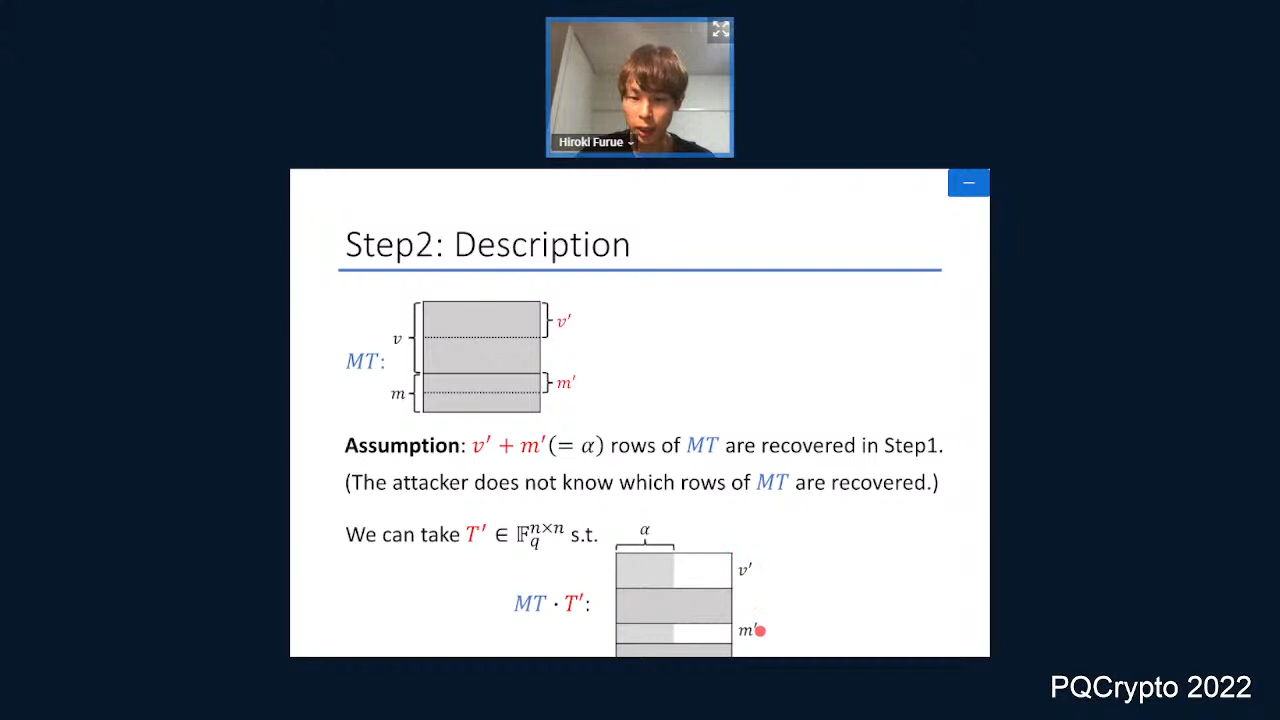 Hiroki Furue
Step2: Description
v
v′
MT:
m
m′
Assumption: v′ + m′(= α) rows of MT are recovered in Step1.
(The attacker does not know which rows of MT are recovered.)
We can take T′ ∈ 𝔽_q^{n×n} s.t.
α
v′
MT · T′:
m′
PQCrypto 2022